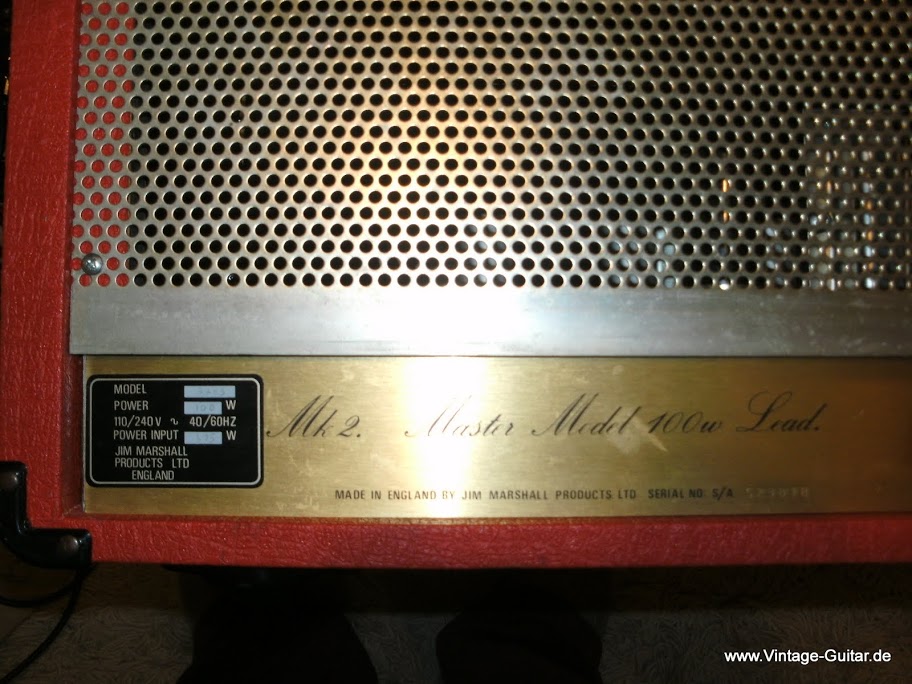 MODEL
POWER 100 W
110/240V ~ 40/60HZ
POWER INPUT W
JIM MARSHALL
PRODUCTS LTD
ENGLAND
Mk2. Master Model 100w Lead.
MADE IN ENGLAND BY JIM MARSHALL PRODUCTS LTD. SERIAL NO: S/A
www.Vintage-Guitar.de